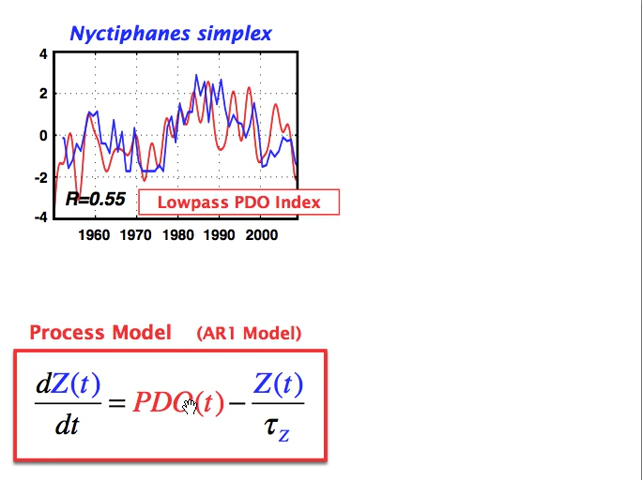 Nyctiphanes simplex
4
2
0
-2
-4
R=0.55
Lowpass PDO Index
1960 1970 1980 1990 2000
Process Model (AR1 Model)
dZ(t)/dt = PDO(t) − Z(t)/τ_Z